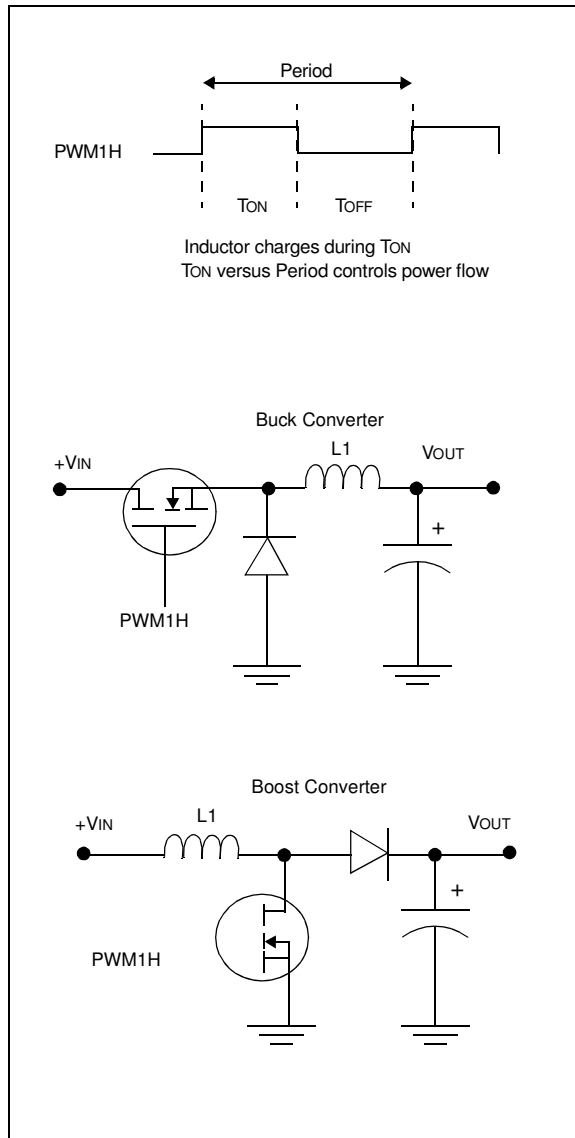 Period
PWM1H
TON TOFF
Inductor charges during TON
TON versus Period controls power flow
Buck Converter
L1
+VIN
VOUT
+
PWM1H
Boost Converter
L1
+VIN
VOUT
+
PWM1H